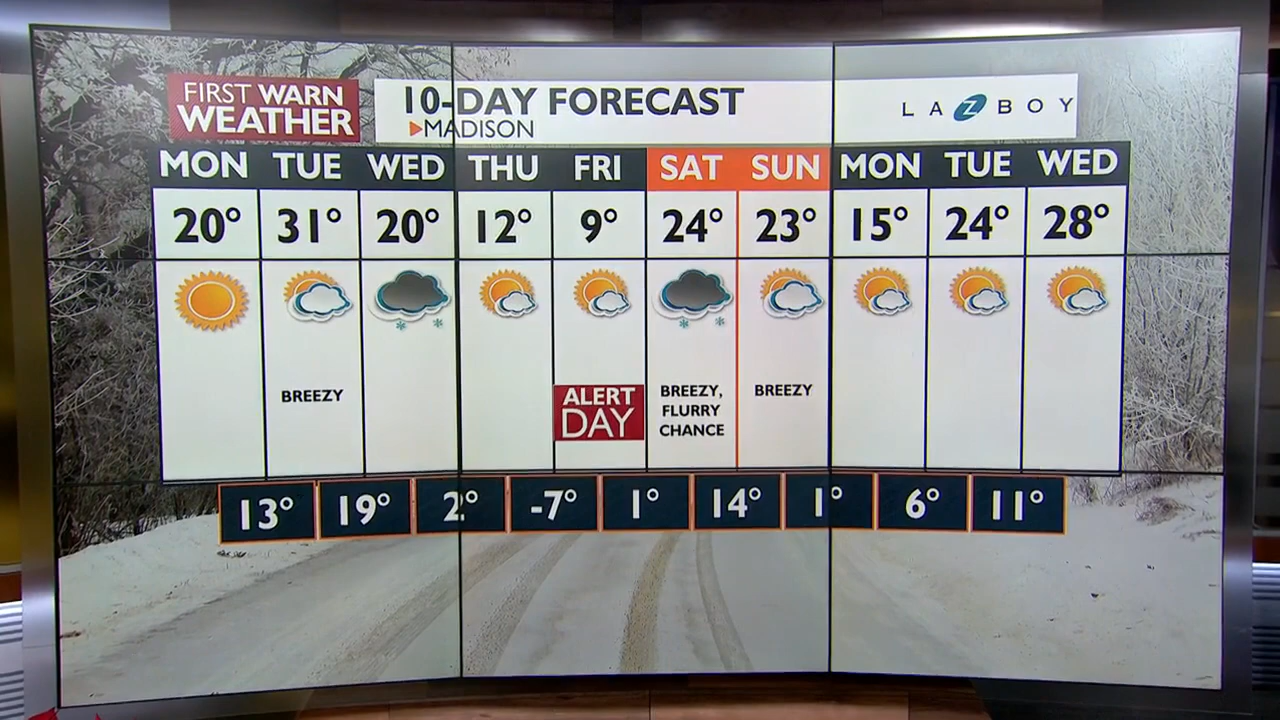 FIRST WARN
WEATHER
10-DAY FORECAST
MADISON
LAZBOY
MON TUE WED THU FRI SAT SUN MON TUE WED
20° 31° 20° 12° 9° 24° 23° 15° 24° 28°
BREEZY
ALERT
DAY
BREEZY,
FLURRY
CHANCE
BREEZY
13° 19° 2° -7° 1° 14° 1° 6° 11°